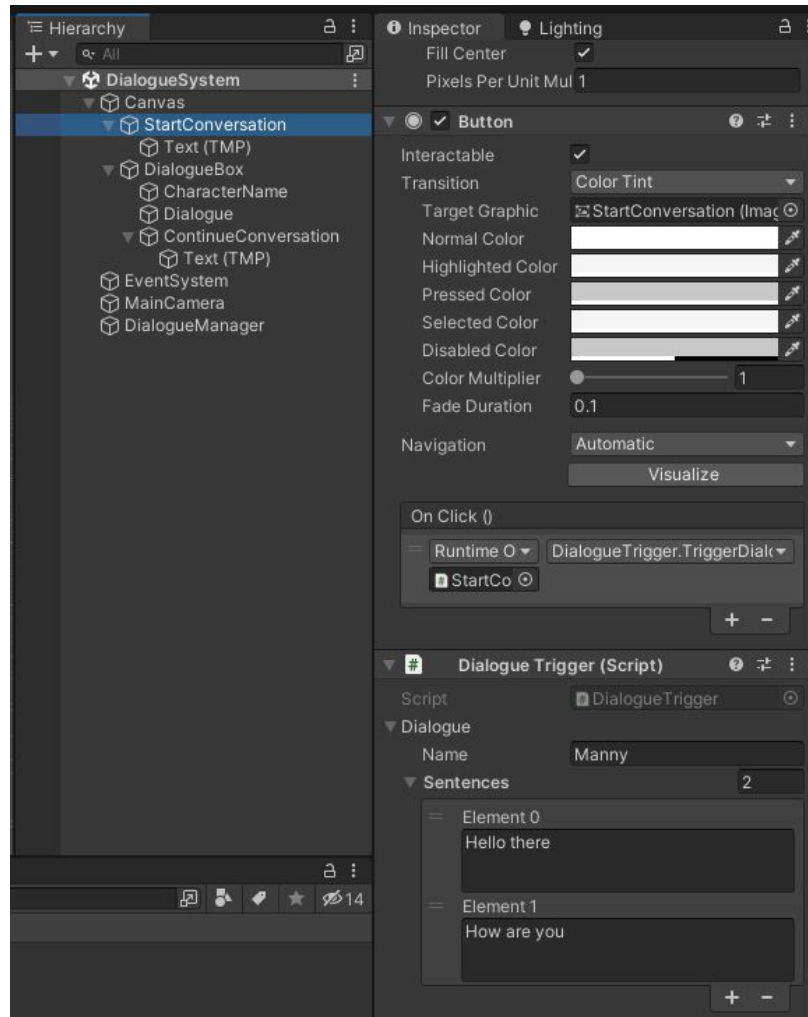 Hierarchy
All
DialogueSystem
Canvas
StartConversation
Text (TMP)
DialogueBox
CharacterName
Dialogue
ContinueConversation
Text (TMP)
EventSystem
MainCamera
DialogueManager
14
Inspector Lighting
Fill Center
Pixels Per Unit Mul 1
Button
Interactable
Transition Color Tint
Target Graphic StartConversation (Imag
Normal Color
Highlighted Color
Pressed Color
Selected Color
Disabled Color
Color Multiplier 1
Fade Duration 0.1
Navigation Automatic
Visualize
On Click ()
Runtime O DialogueTrigger.TriggerDialo
StartCo
+ -
# Dialogue Trigger (Script)
Script DialogueTrigger
Dialogue
Name Manny
Sentences 2
Element 0
Hello there
Element 1
How are you
+ -